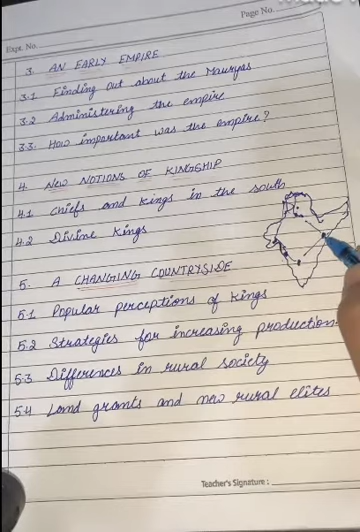 Page No.
Expt. No.
3. AN EARLY EMPIRE
3.1 Finding out about the Mauryas
3.2 Administering the empire
3.3. How important was the empire?
4. NEW NOTIONS OF KINGSHIP
4.1 Chiefs and kings in the south
4.2 Divine kings
5. A CHANGING COUNTRYSIDE
5.1 Popular perceptions of kings
5.2 Strategies for increasing production
5.3 Differences in rural society
5.4 Land grants and new rural elites
Teacher's Signature :